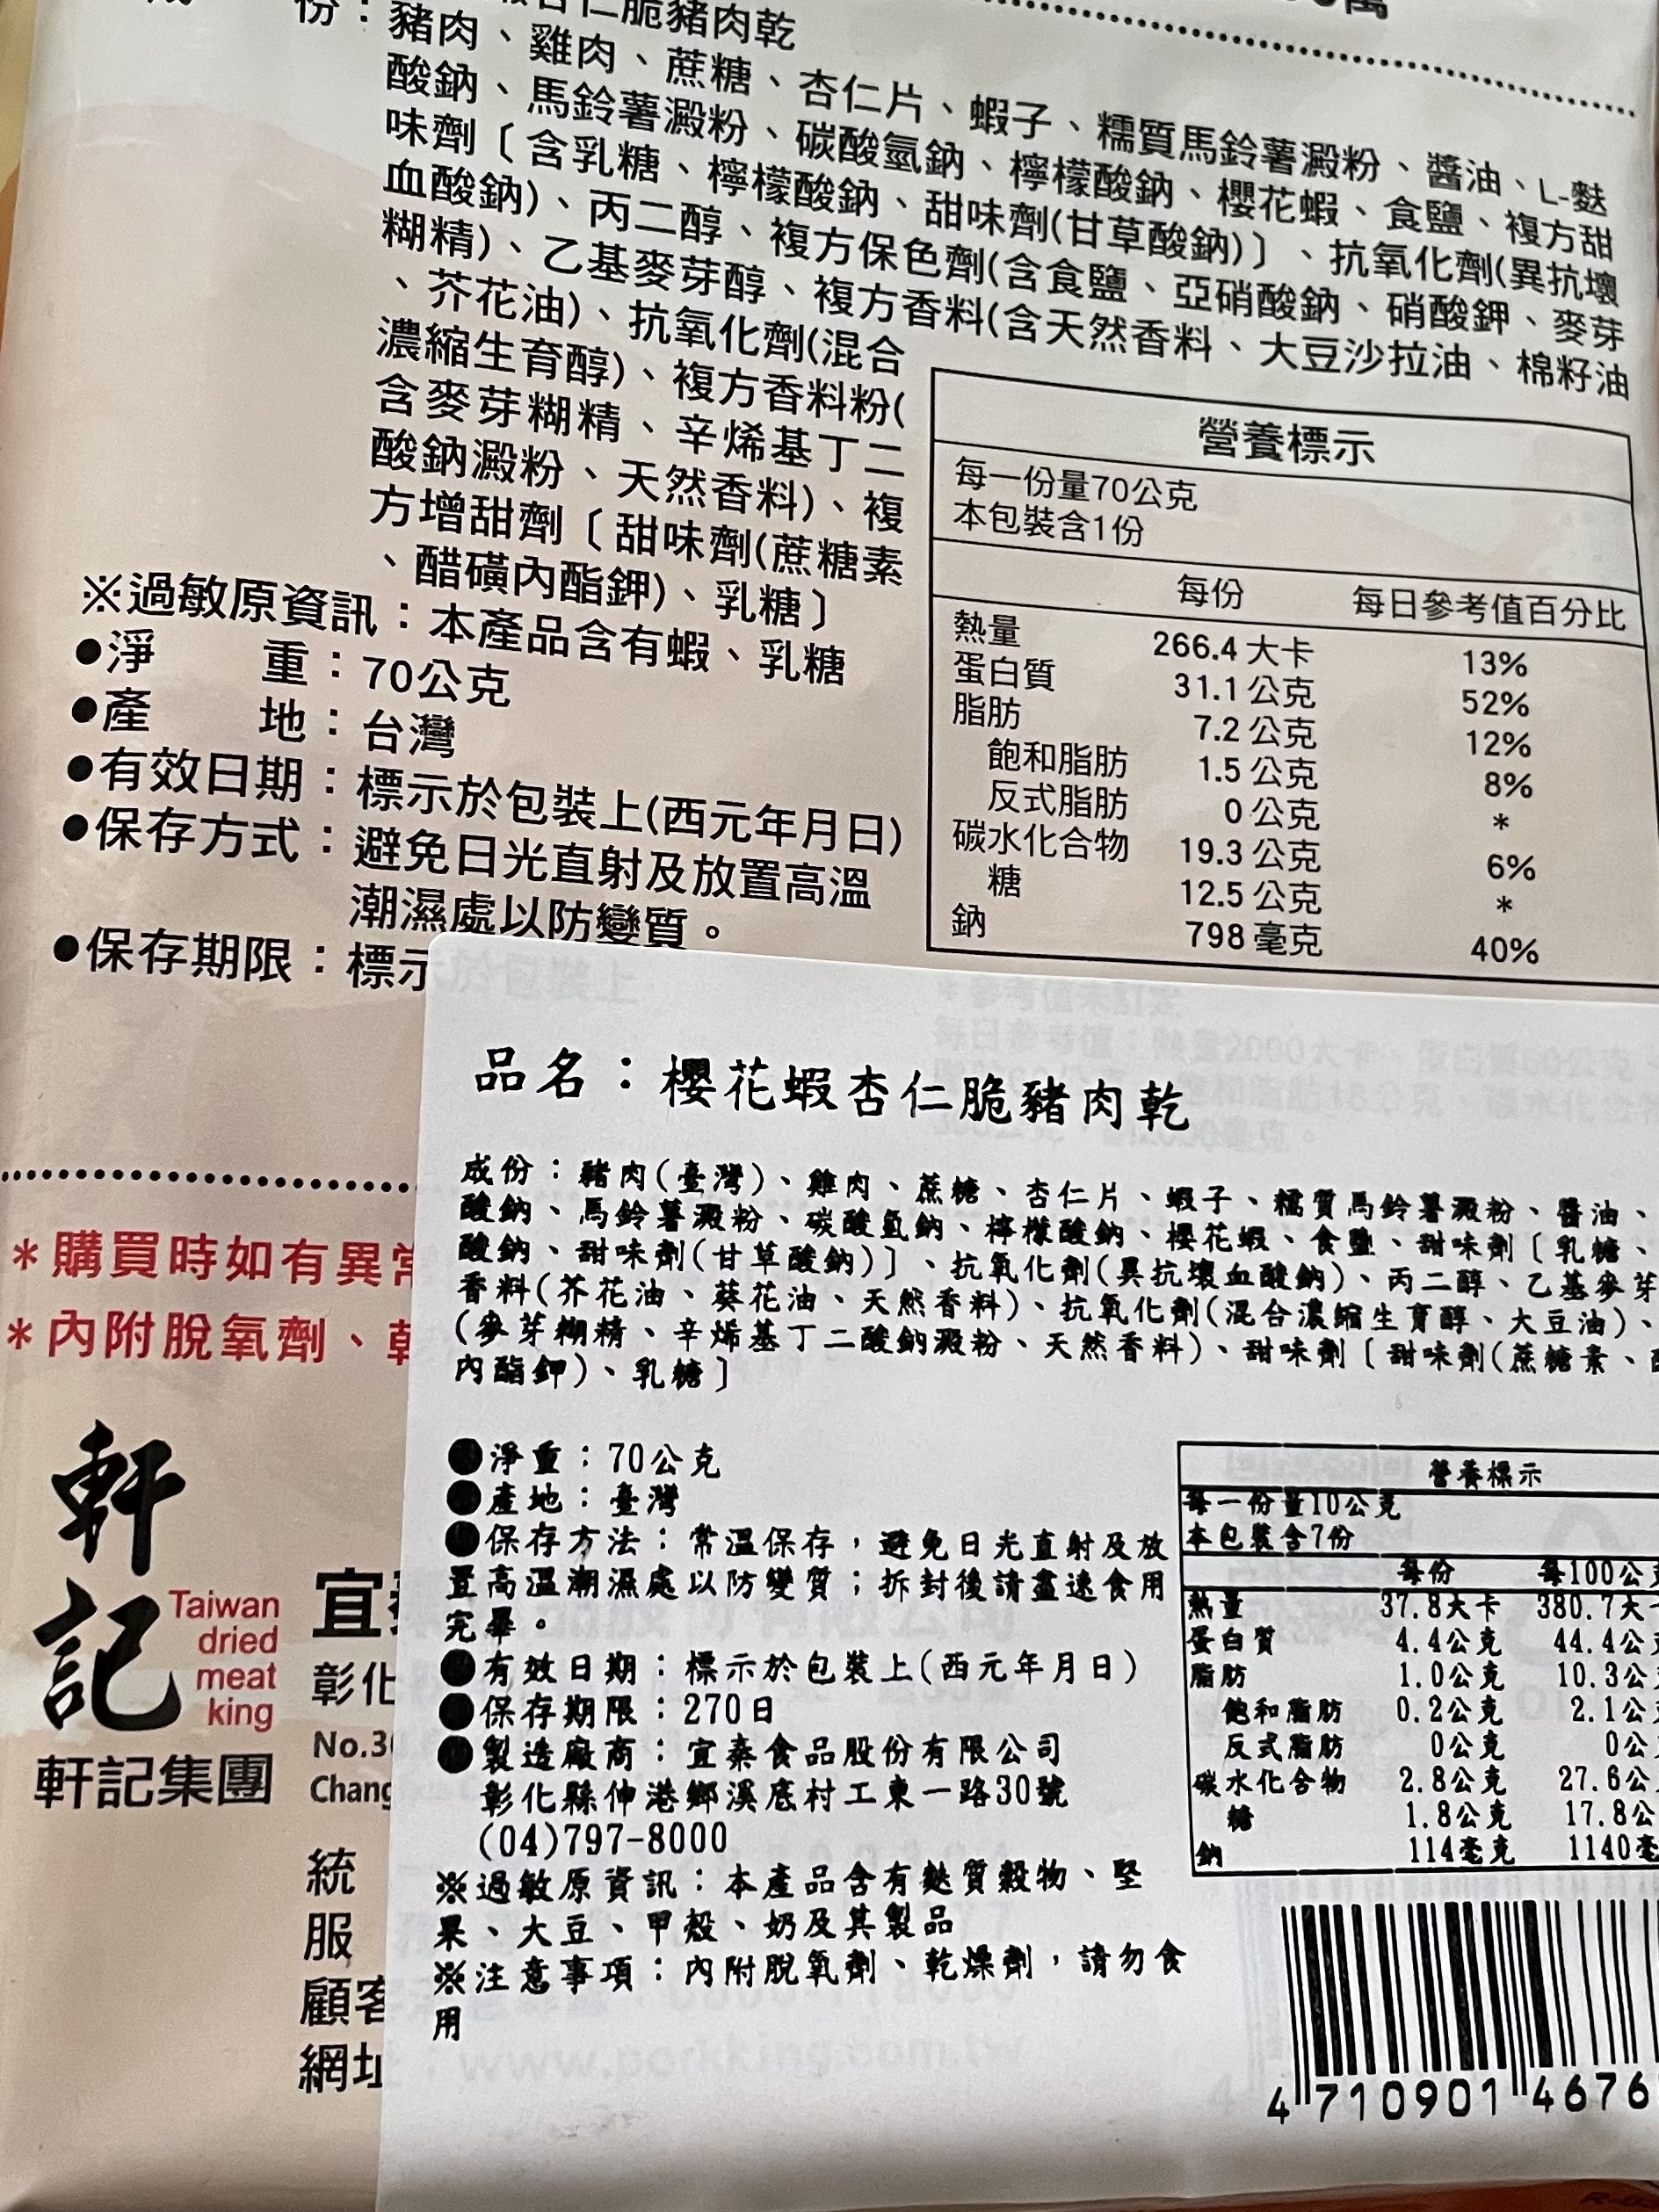 份：豬肉、雞肉、蔗糖、杏仁片、蝦子、糯質馬鈴薯澱粉、醬油、L-麩
脆豬肉乾
酸鈉、馬鈴薯澱粉、碳酸氫鈉、檸檬酸鈉、櫻花蝦、食鹽、複方甜
味劑〔含乳糖、檸檬酸鈉、甜味劑(甘草酸鈉)〕、抗氧化劑(異抗壞
血酸鈉)、丙二醇、複方保色劑(含食鹽、亞硝酸鈉、硝酸鉀、麥芽
糊精)、乙基麥芽醇、複方香料(含天然香料、大豆沙拉油、棉籽油
、芥花油)、抗氧化劑(混合
濃縮生育醇)、複方香料粉(
含麥芽糊精、辛烯基丁二
酸鈉澱粉、天然香料)、複
方增甜劑〔甜味劑(蔗糖素
、醋磺內酯鉀)、乳糖〕
※過敏原資訊：本產品含有蝦、乳糖
●淨 重：70公克
●產 地：台灣
●有效日期：標示於包裝上(西元年月日)
●保存方式：避免日光直射及放置高溫
潮濕處以防變質。
●保存期限：標示
營養標示
每一份量70公克
本包裝含1份
每份 每日參考值百分比
熱量 266.4 大卡 13%
蛋白質 31.1 公克 52%
脂肪 7.2 公克 12%
飽和脂肪 1.5 公克 8%
反式脂肪 0 公克 *
碳水化合物 19.3 公克 6%
糖 12.5 公克 *
鈉 798 毫克 40%
*購買時如有異常
*內附脫氧劑、乾
軒記
Taiwan
dried
meat
king
軒記集團
宜
彰化
No.30
Chang
統
服
顧客
網址
品名：櫻花蝦杏仁脆豬肉乾
成份：豬肉(臺灣)、雞肉、蔗糖、杏仁片、蝦子、糯質馬鈴薯澱粉、醬油、
酸鈉、馬鈴薯澱粉、碳酸氫鈉、檸檬酸鈉、櫻花蝦、食鹽、甜味劑〔乳糖、
酸鈉、甜味劑(甘草酸鈉)〕、抗氧化劑(異抗壞血酸鈉)、丙二醇、乙基麥芽
香料(芥花油、葵花油、天然香料)、抗氧化劑(混合濃縮生育醇、大豆油)、
(麥芽糊精、辛烯基丁二酸鈉澱粉、天然香料)、甜味劑〔甜味劑(蔗糖素、醋
內酯鉀)、乳糖〕
●淨重：70公克
●產地：臺灣
●保存方法：常溫保存，避免日光直射及放
置高溫潮濕處以防變質；拆封後請盡速食用
完畢。
●有效日期：標示於包裝上(西元年月日)
●保存期限：270日
●製造廠商：宜泰食品股份有限公司
彰化縣伸港鄉溪底村工東一路30號
(04)797-8000
※過敏原資訊：本產品含有麩質穀物、堅
果、大豆、甲殼、奶及其製品
※注意事項：內附脫氧劑、乾燥劑，請勿食
用
營養標示
每一份量10公克
本包裝含7份
每份 每100公克
熱量 37.8大卡 380.7大卡
蛋白質 4.4公克 44.4公
脂肪 1.0公克 10.3公
飽和脂肪 0.2公克 2.1公
反式脂肪 0公克 0公
碳水化合物 2.8公克 27.6公
糖 1.8公克 17.8公
鈉 114毫克 1140毫
4 710901 4676